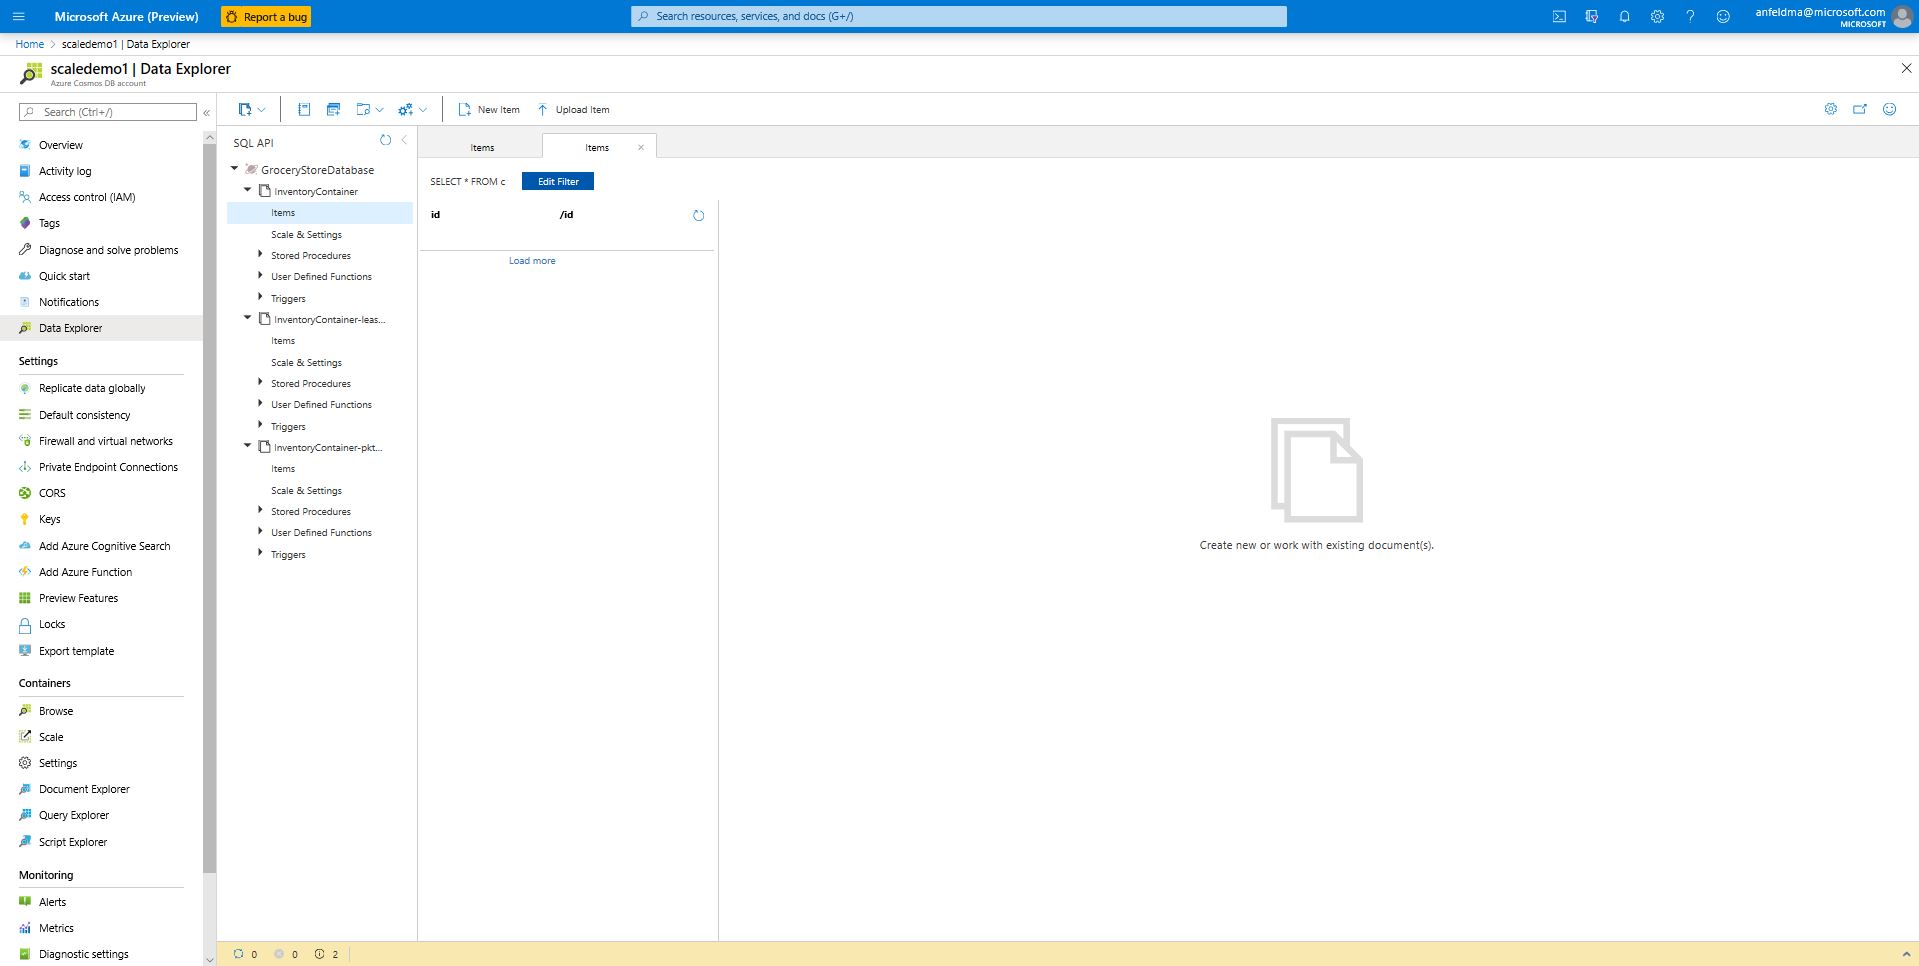 Microsoft Azure (Preview)
Report a bug
Search resources, services, and docs (G+/)
anfeldma@microsoft.com
MICROSOFT
Home > scaledemo1 | Data Explorer
scaledemo1 | Data Explorer
Azure Cosmos DB account
Search (Ctrl+/)
Overview
Activity log
Access control (IAM)
Tags
Diagnose and solve problems
Quick start
Notifications
Data Explorer
Settings
Replicate data globally
Default consistency
Firewall and virtual networks
Private Endpoint Connections
CORS
Keys
Add Azure Cognitive Search
Add Azure Function
Preview Features
Locks
Export template
Containers
Browse
Scale
Settings
Document Explorer
Query Explorer
Script Explorer
Monitoring
Alerts
Metrics
Diagnostic settings
New Item
Upload Item
SQL API
GroceryStoreDatabase
InventoryContainer
Items
Scale & Settings
Stored Procedures
User Defined Functions
Triggers
InventoryContainer-leas...
Items
Scale & Settings
Stored Procedures
User Defined Functions
Triggers
InventoryContainer-pkt...
Items
Scale & Settings
Stored Procedures
User Defined Functions
Triggers
Items
Items
SELECT * FROM c
Edit Filter
id /id
Load more
Create new or work with existing document(s).
0 0 2